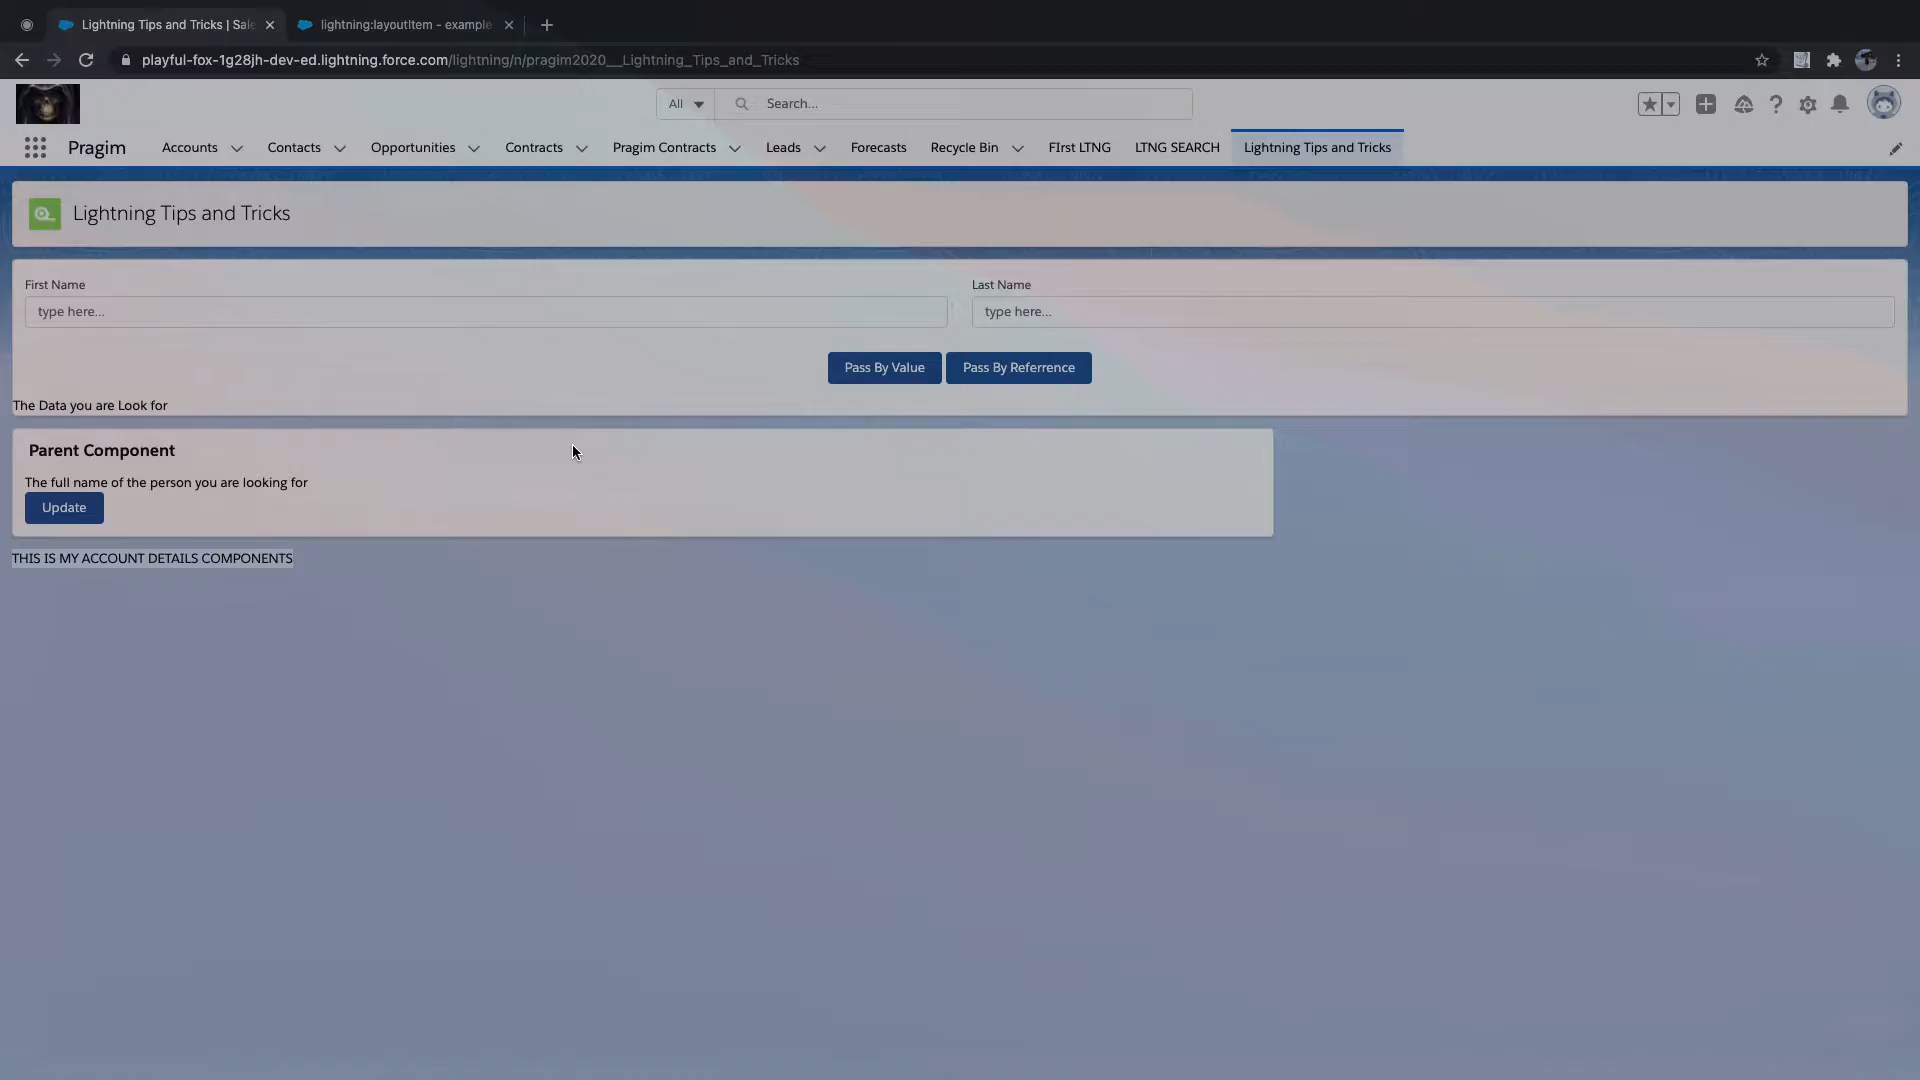 Lightning Tips and Tricks | Sale
lightning:layoutItem - example
playful-fox-1g28jh-dev-ed.lightning.force.com/lightning/n/pragim2020__Lightning_Tips_and_Tricks
All
Search...
Pragim
Accounts
Contacts
Opportunities
Contracts
Pragim Contracts
Leads
Forecasts
Recycle Bin
FIrst LTNG
LTNG SEARCH
Lightning Tips and Tricks
Lightning Tips and Tricks
First Name
Last Name
type here...
type here...
Pass By Value
Pass By Referrence
The Data you are Look for
Parent Component
The full name of the person you are looking for
Update
THIS IS MY ACCOUNT DETAILS COMPONENTS